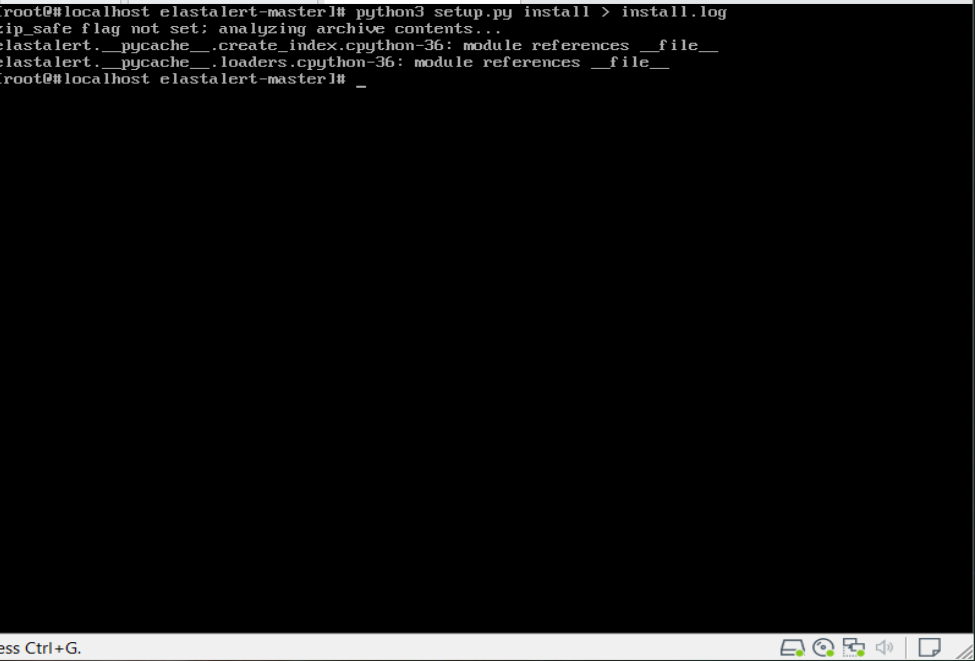 [root@#localhost elastalert-master]# python3 setup.py install > install.log
zip_safe flag not set; analyzing archive contents...
elastalert.__pycache__.create_index.cpython-36: module references __file__
elastalert.__pycache__.loaders.cpython-36: module references __file__
[root@#localhost elastalert-master]# _
ess Ctrl+G.